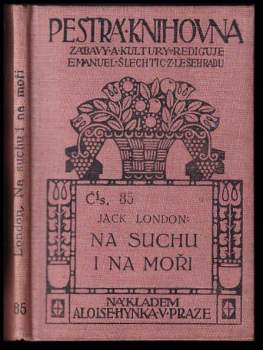 PESTRÁ·KNIHOVNA
ZÁBAVY·A·KULTURY·REDIGUJE
EMANUEL·ŠLECHTIC·Z·LEŠEHRADU
Čís. 85
JACK LONDON:
NA SUCHU
I NA MOŘI
NÁKLADEM
ALOISE·HYNKA·V·PRAZE
London, Na suchu i na moři
85